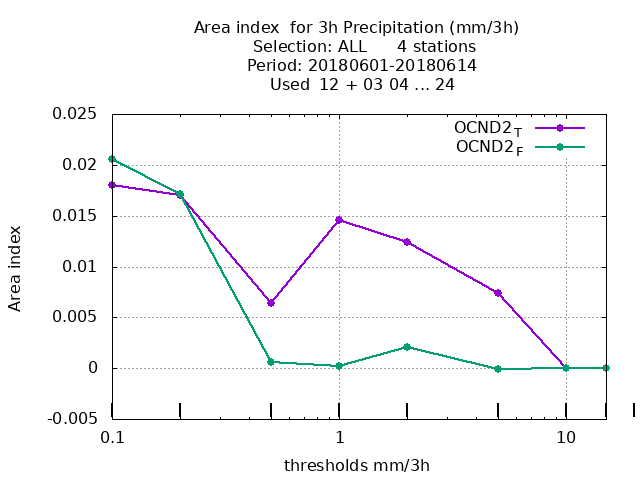 Area index  for 3h Precipitation (mm/3h)
Selection: ALL      4 stations
Period: 20180601-20180614
Used  12 + 03 04 ... 24
OCND2T
OCND2F
0.025
0.02
0.015
0.01
0.005
0
-0.005
Area index
0.1 1 10
thresholds mm/3h